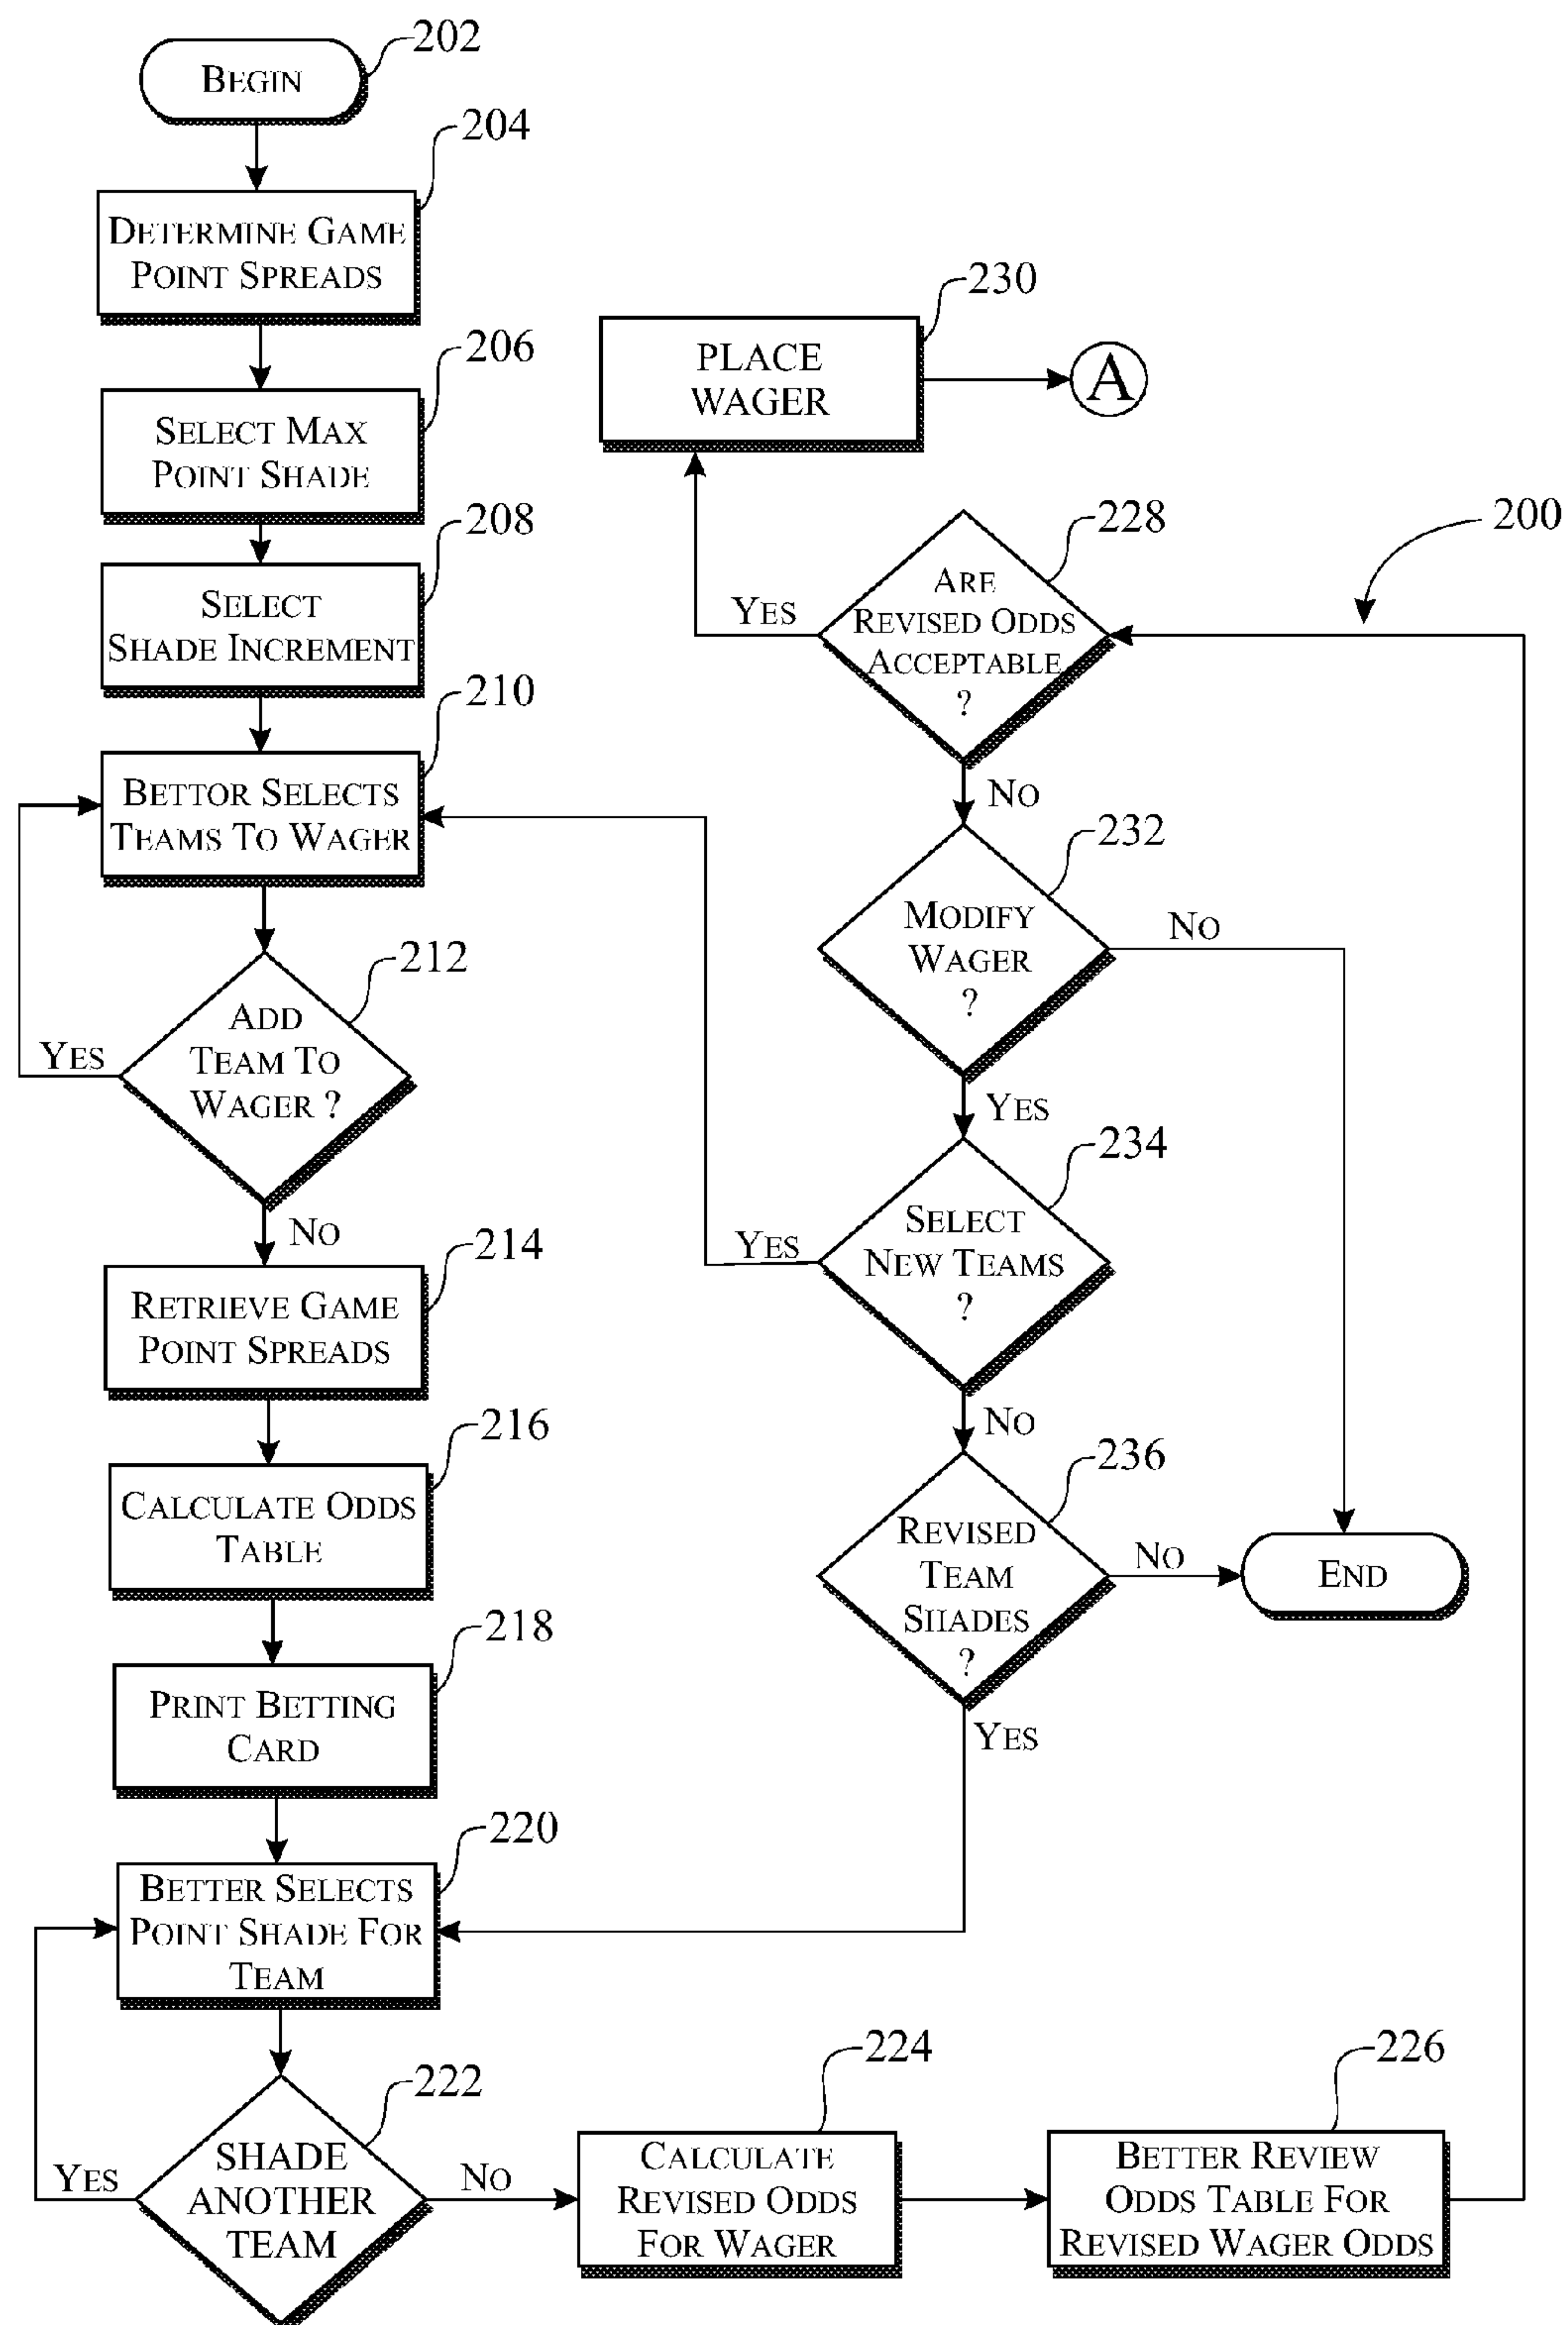 BEGIN
202
204
DETERMINE GAME
POINT SPREADS
206
SELECT MAX
POINT SHADE
208
SELECT
SHADE INCREMENT
210
BETTOR SELECTS
TEAMS TO WAGER
212
ADD
TEAM TO
WAGER ?
YES
NO
214
RETRIEVE GAME
POINT SPREADS
216
CALCULATE ODDS
TABLE
218
PRINT BETTING
CARD
220
BETTER SELECTS
POINT SHADE FOR
TEAM
222
SHADE
ANOTHER
TEAM
YES
NO
224
CALCULATE
REVISED ODDS
FOR WAGER
226
BETTER REVIEW
ODDS TABLE FOR
REVISED WAGER ODDS
200
228
ARE
REVISED ODDS
ACCEPTABLE
?
YES
NO
230
PLACE
WAGER
A
232
MODIFY
WAGER
?
NO
YES
234
SELECT
NEW TEAMS
?
YES
NO
236
REVISED
TEAM
SHADES
?
NO
YES
END